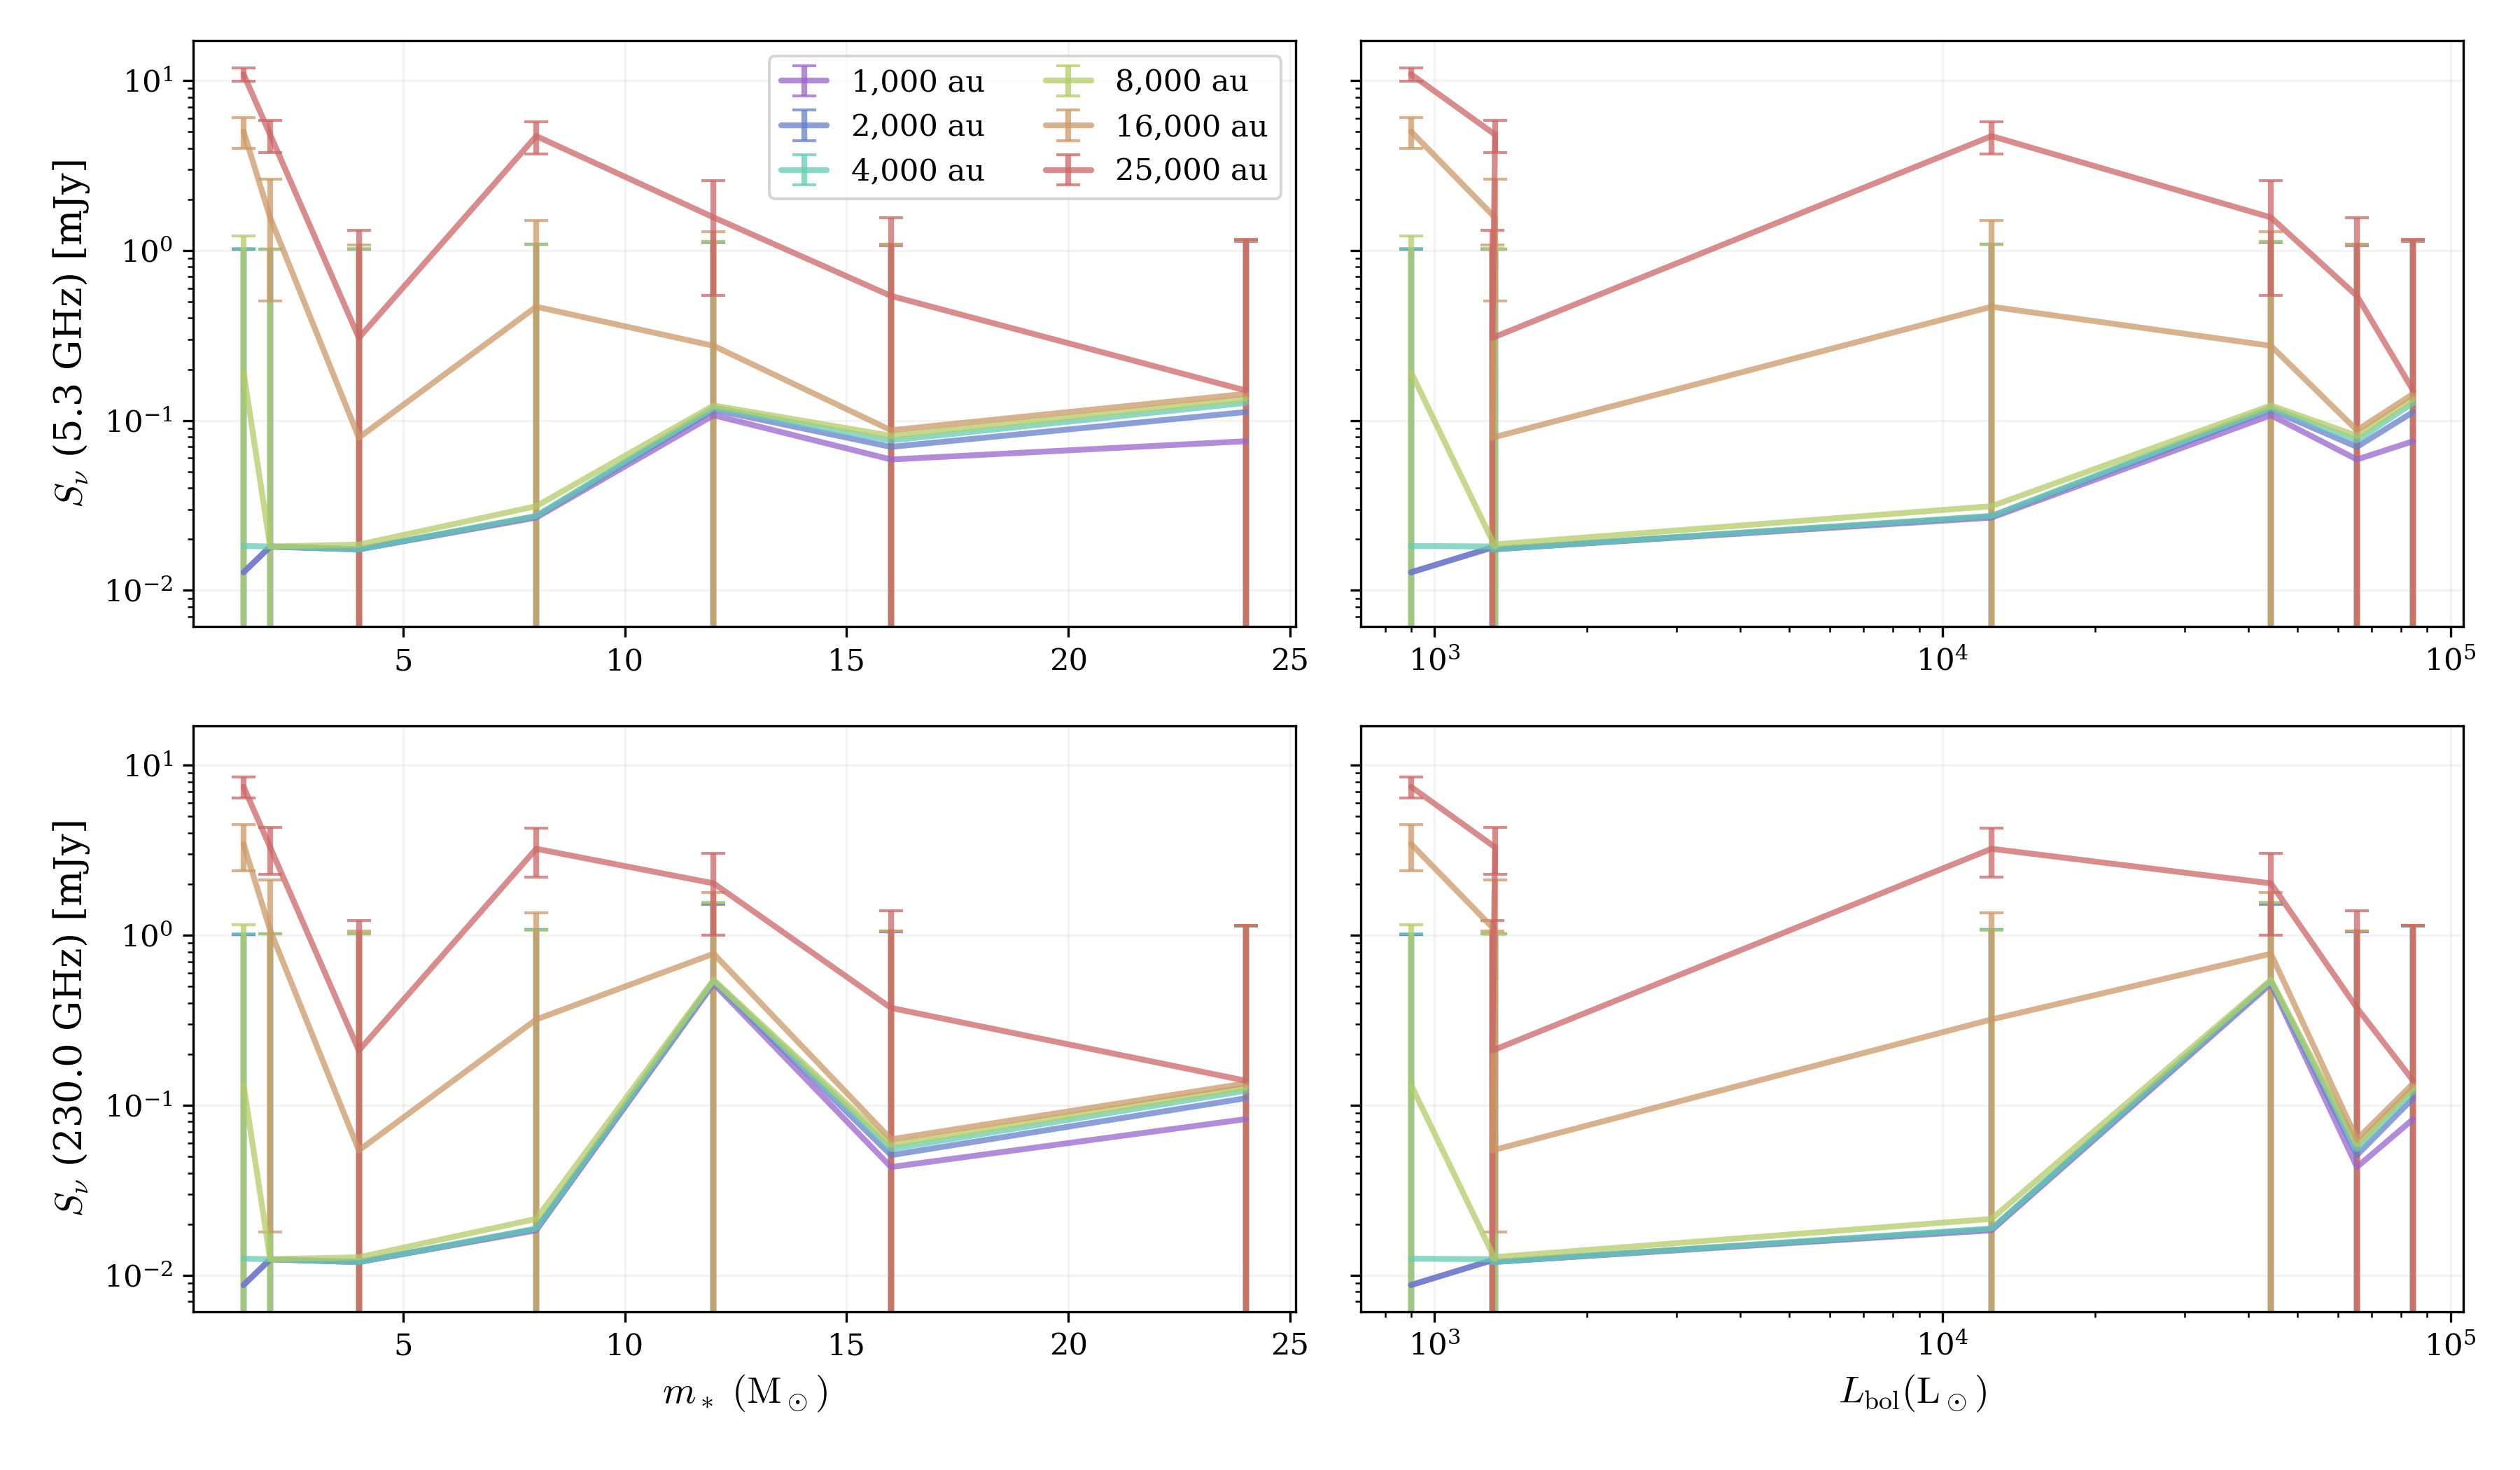 S_ν (5.3 GHz) [mJy]
10^1
10^0
10^−1
10^−2
1,000 au
2,000 au
4,000 au
8,000 au
16,000 au
25,000 au
5 10 15 20 25
10^3 10^4 10^5
S_ν (230.0 GHz) [mJy]
10^1
10^0
10^−1
10^−2
5 10 15 20 25
10^3 10^4 10^5
m_* (M_⊙)
L_bol(L_⊙)